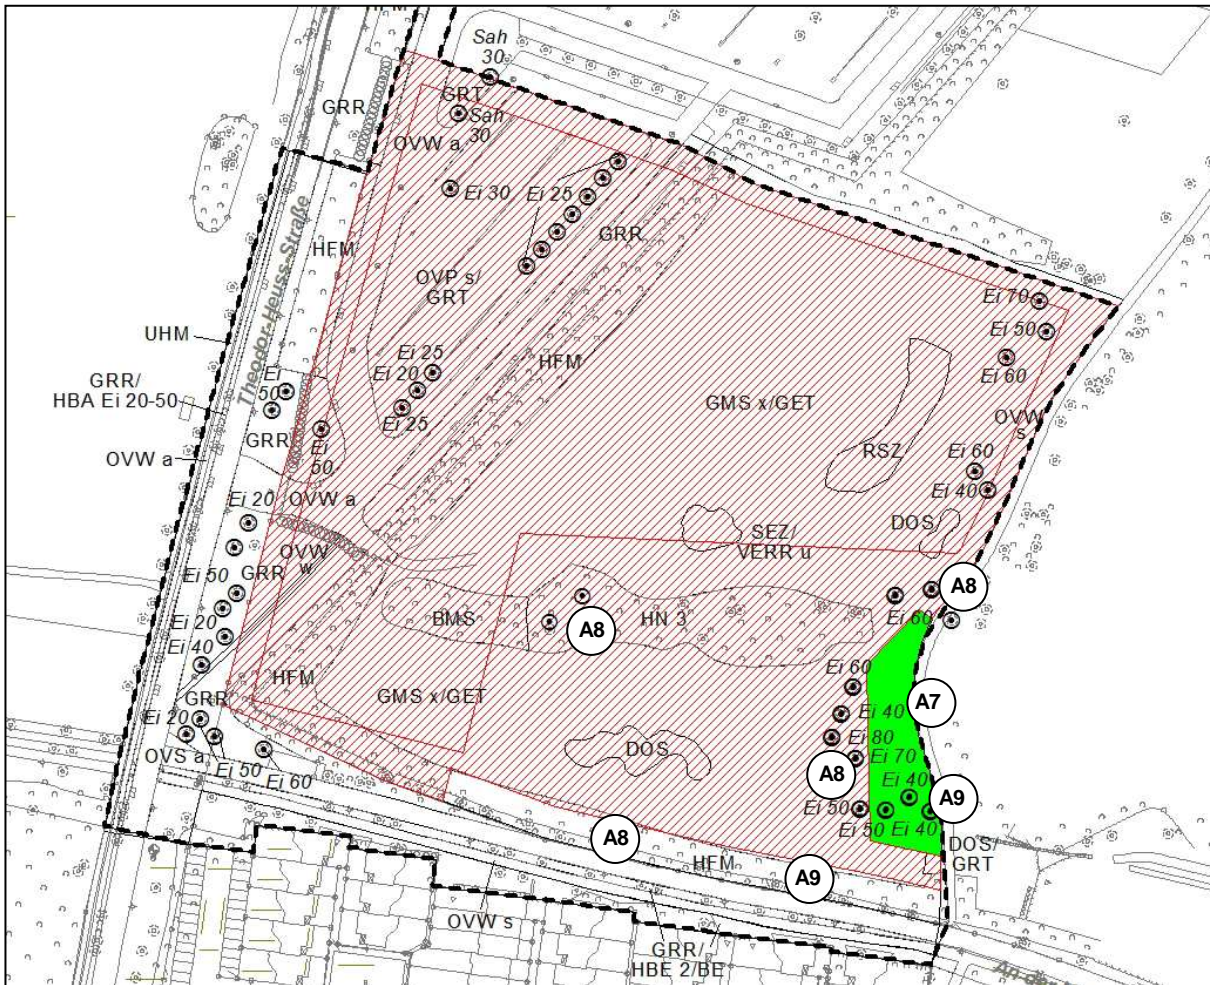 HFM
Sah
30
GRT
GRR
Sah
30
OVW a
Ei 30
Ei 25
GRR
Theodor-Heuss-Straße
HFM
OVP s/
GRT
Ei 70
Ei 50
UHM
Ei 60
HFM
Ei 25
Ei 20
GRR/
HBA Ei 20-50
Ei
50
Ei 25
GMS x/GET
OVW
s
GRR
Ei
50
RSZ
OVW a
Ei 60
Ei 40
OVW a
Ei 20
DOS
OVW
w
SEZ/
VERR u
Ei 50
GRR
A8
Ei 60
Ei 20
BMS
A8
HN 3
Ei 40
Ei 60
HFM
GMS x/GET
GRR
A7
Ei 40
Ei 20
Ei 80
OVS a
DOS
Ei 70
Ei 50
Ei 60
A8
Ei 40
A9
Ei 50
Ei 50
Ei 40
A8
HFM
DOS/
GRT
A9
OVW s
GRR/
HBE 2/BE
An der